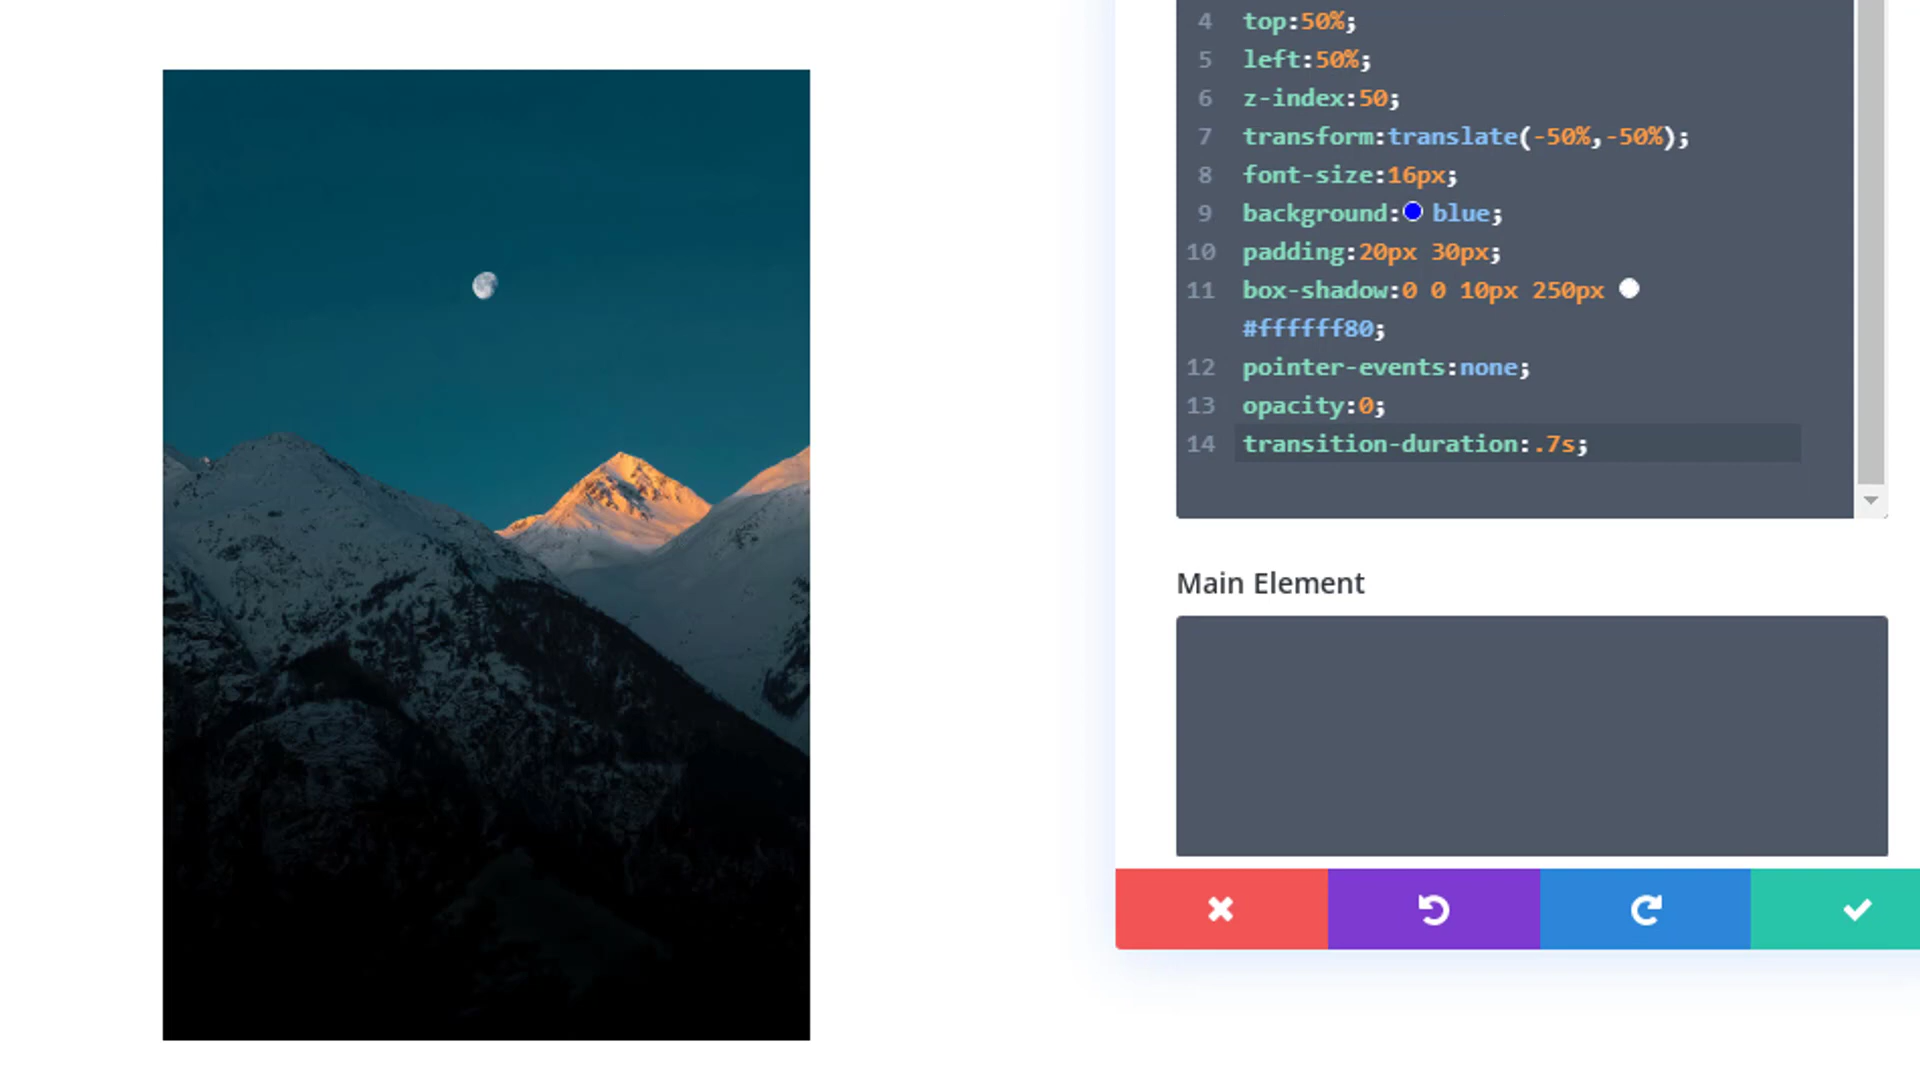 4 top:50%;
5 left:50%;
6 z-index:50;
7 transform:translate(-50%,-50%);
8 font-size:16px;
9 background: blue;
10 padding:20px 30px;
11 box-shadow:0 0 10px 250px
#ffffff80;
12 pointer-events:none;
13 opacity:0;
14 transition-duration:.7s;
Main Element